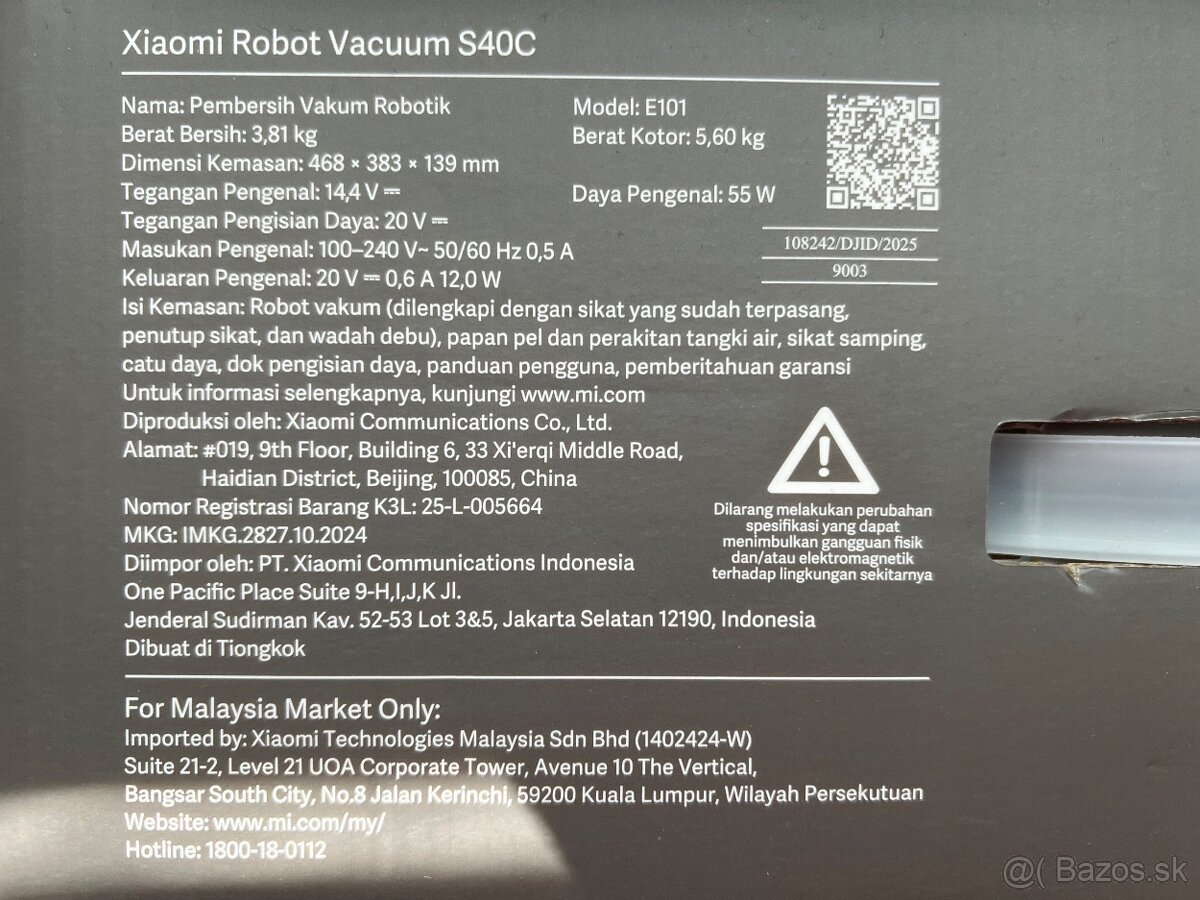 Xiaomi Robot Vacuum S40C
Nama: Pembersih Vakum Robotik
Model: E101
Berat Bersih: 3,81 kg
Berat Kotor: 5,60 kg
Dimensi Kemasan: 468 × 383 × 139 mm
Tegangan Pengenal: 14,4 V ⎓
Daya Pengenal: 55 W
Tegangan Pengisian Daya: 20 V ⎓
Masukan Pengenal: 100–240 V~ 50/60 Hz 0,5 A
Keluaran Pengenal: 20 V ⎓ 0,6 A 12,0 W
108242/DJID/2025
9003
Isi Kemasan: Robot vakum (dilengkapi dengan sikat yang sudah terpasang,
penutup sikat, dan wadah debu), papan pel dan perakitan tangki air, sikat samping,
catu daya, dok pengisian daya, panduan pengguna, pemberitahuan garansi
Untuk informasi selengkapnya, kunjungi www.mi.com
Diproduksi oleh: Xiaomi Communications Co., Ltd.
Alamat: #019, 9th Floor, Building 6, 33 Xi'erqi Middle Road,
Haidian District, Beijing, 100085, China
Nomor Registrasi Barang K3L: 25-L-005664
MKG: IMKG.2827.10.2024
Diimpor oleh: PT. Xiaomi Communications Indonesia
One Pacific Place Suite 9-H,I,J,K Jl.
Jenderal Sudirman Kav. 52-53 Lot 3&5, Jakarta Selatan 12190, Indonesia
Dibuat di Tiongkok
Dilarang melakukan perubahan
spesifikasi yang dapat
menimbulkan gangguan fisik
dan/atau elektromagnetik
terhadap lingkungan sekitarnya
For Malaysia Market Only:
Imported by: Xiaomi Technologies Malaysia Sdn Bhd (1402424-W)
Suite 21-2, Level 21 UOA Corporate Tower, Avenue 10 The Vertical,
Bangsar South City, No.8 Jalan Kerinchi, 59200 Kuala Lumpur, Wilayah Persekutuan
Website: www.mi.com/my/
Hotline: 1800-18-0112
@( Bazos.sk